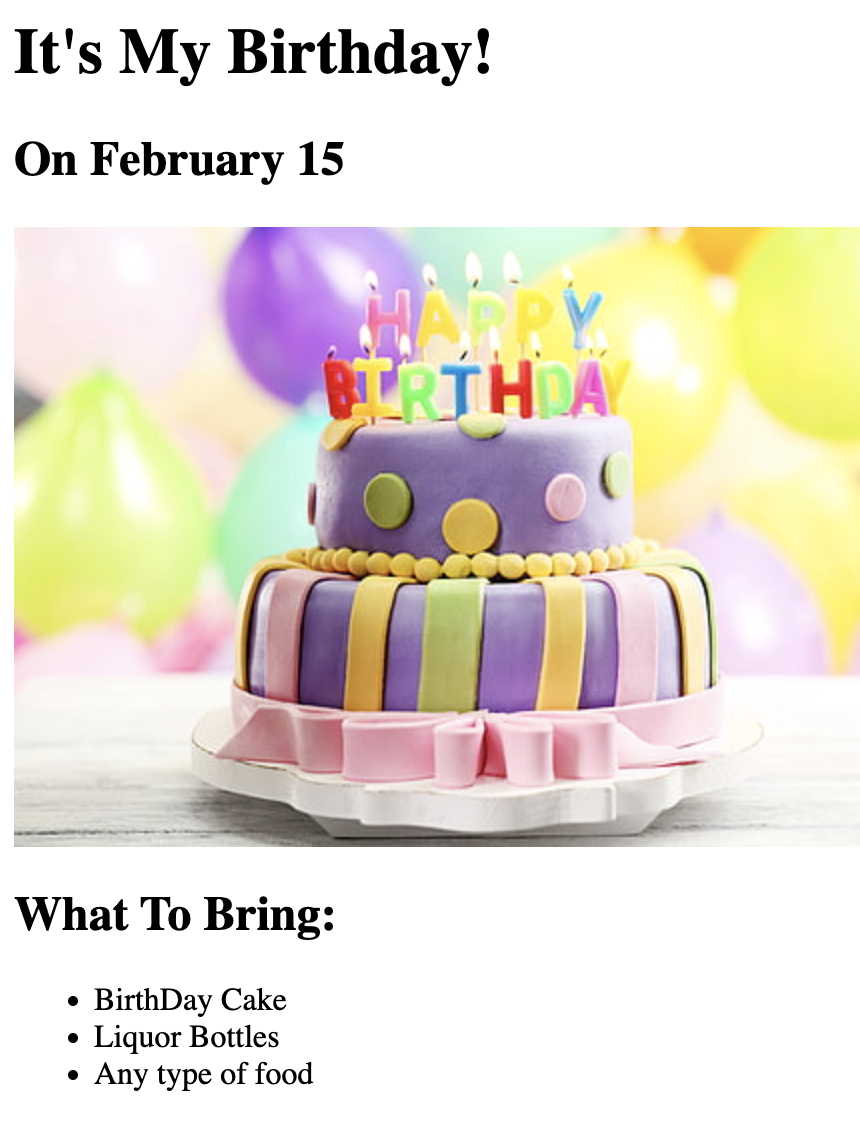 It's My Birthday!
On February 15
HAPPY
BIRTHDAY
What To Bring:
BirthDay Cake
Liquor Bottles
Any type of food